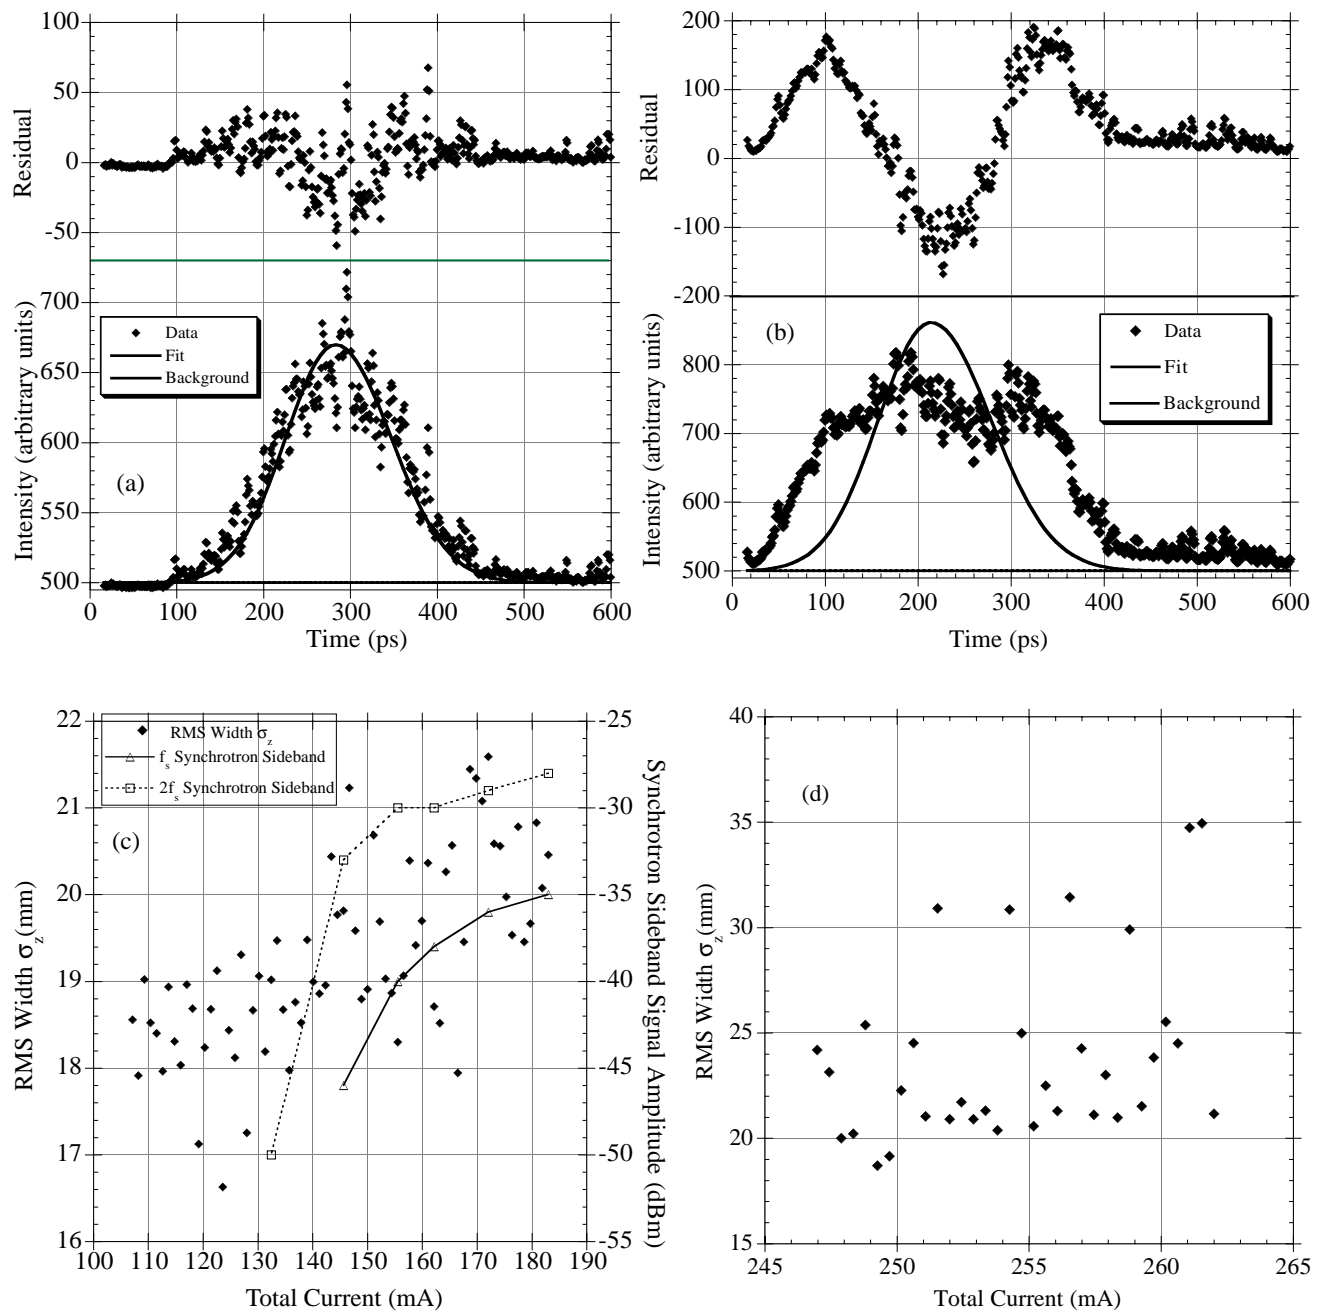 100
50
0
-50
Residual
700
650
600
550
500
Intensity (arbitrary units)
Data
Fit
Background
(a)
0 100 200 300 400 500 600
Time (ps)
200
100
0
-100
-200
Residual
800
700
600
500
Intensity (arbitrary units)
(b)
Data
Fit
Background
0 100 200 300 400 500 600
Time (ps)
22
21
20
19
18
17
16
RMS Width σz (mm)
RMS Width σz
fs Synchrotron Sideband
2fs Synchrotron Sideband
(c)
-25
-30
-35
-40
-45
-50
-55
Synchrotron Sideband Signal Amplitude (dBm)
100 110 120 130 140 150 160 170 180 190
Total Current (mA)
40
35
30
25
20
15
RMS Width σz (mm)
(d)
245 250 255 260 265
Total Current (mA)